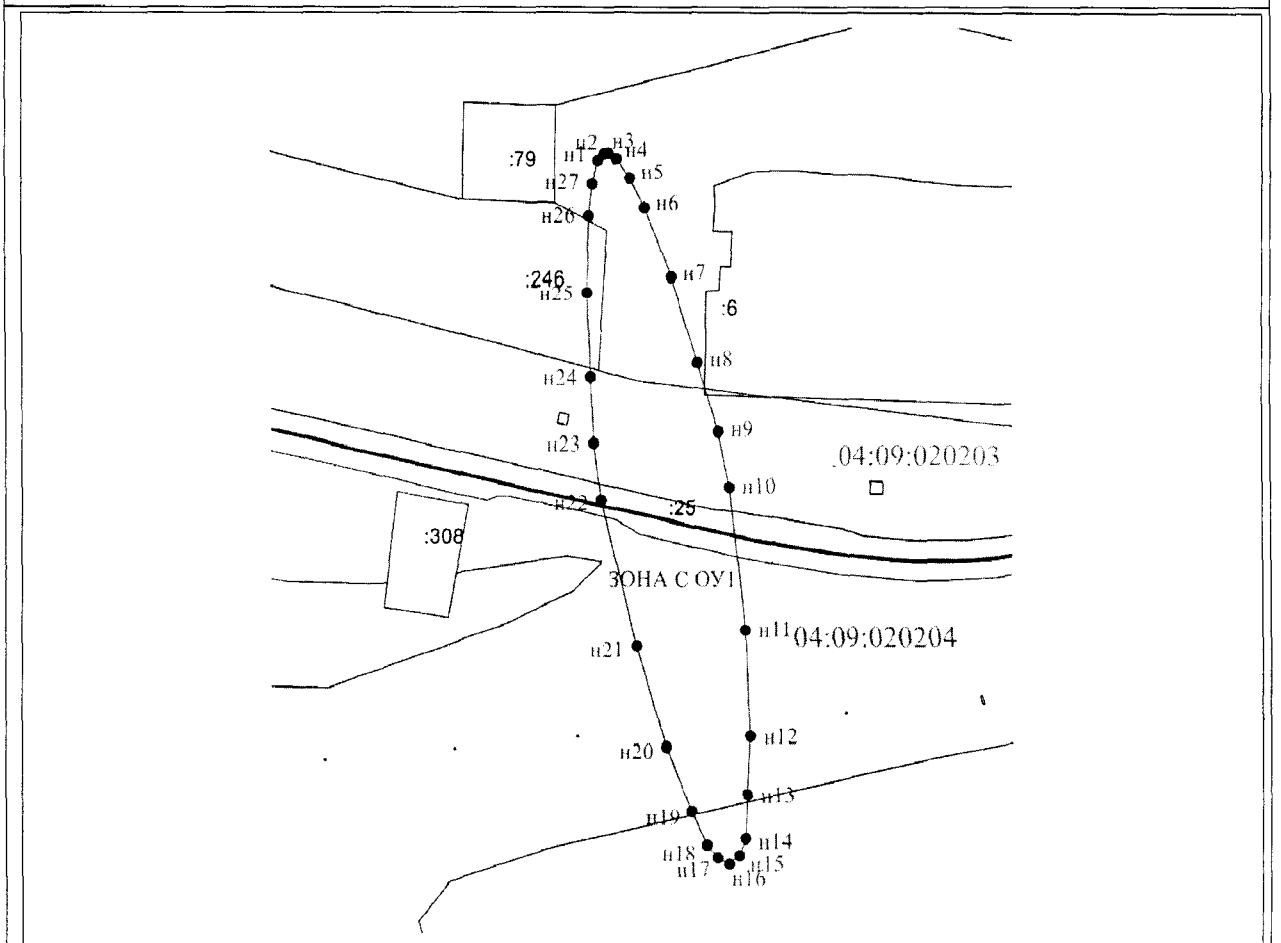 н2 н3
:79 н1 н4
н27 н5
н26 н6
:246 н25 н7
:6
н24 н8
н23 н9
04:09:020203
н22 :25 н10
:308
ЗОНА С ОУ1
н21 н11 04:09:020204
н20 н12
н19 н13
н18 н14
н17 н15
н16